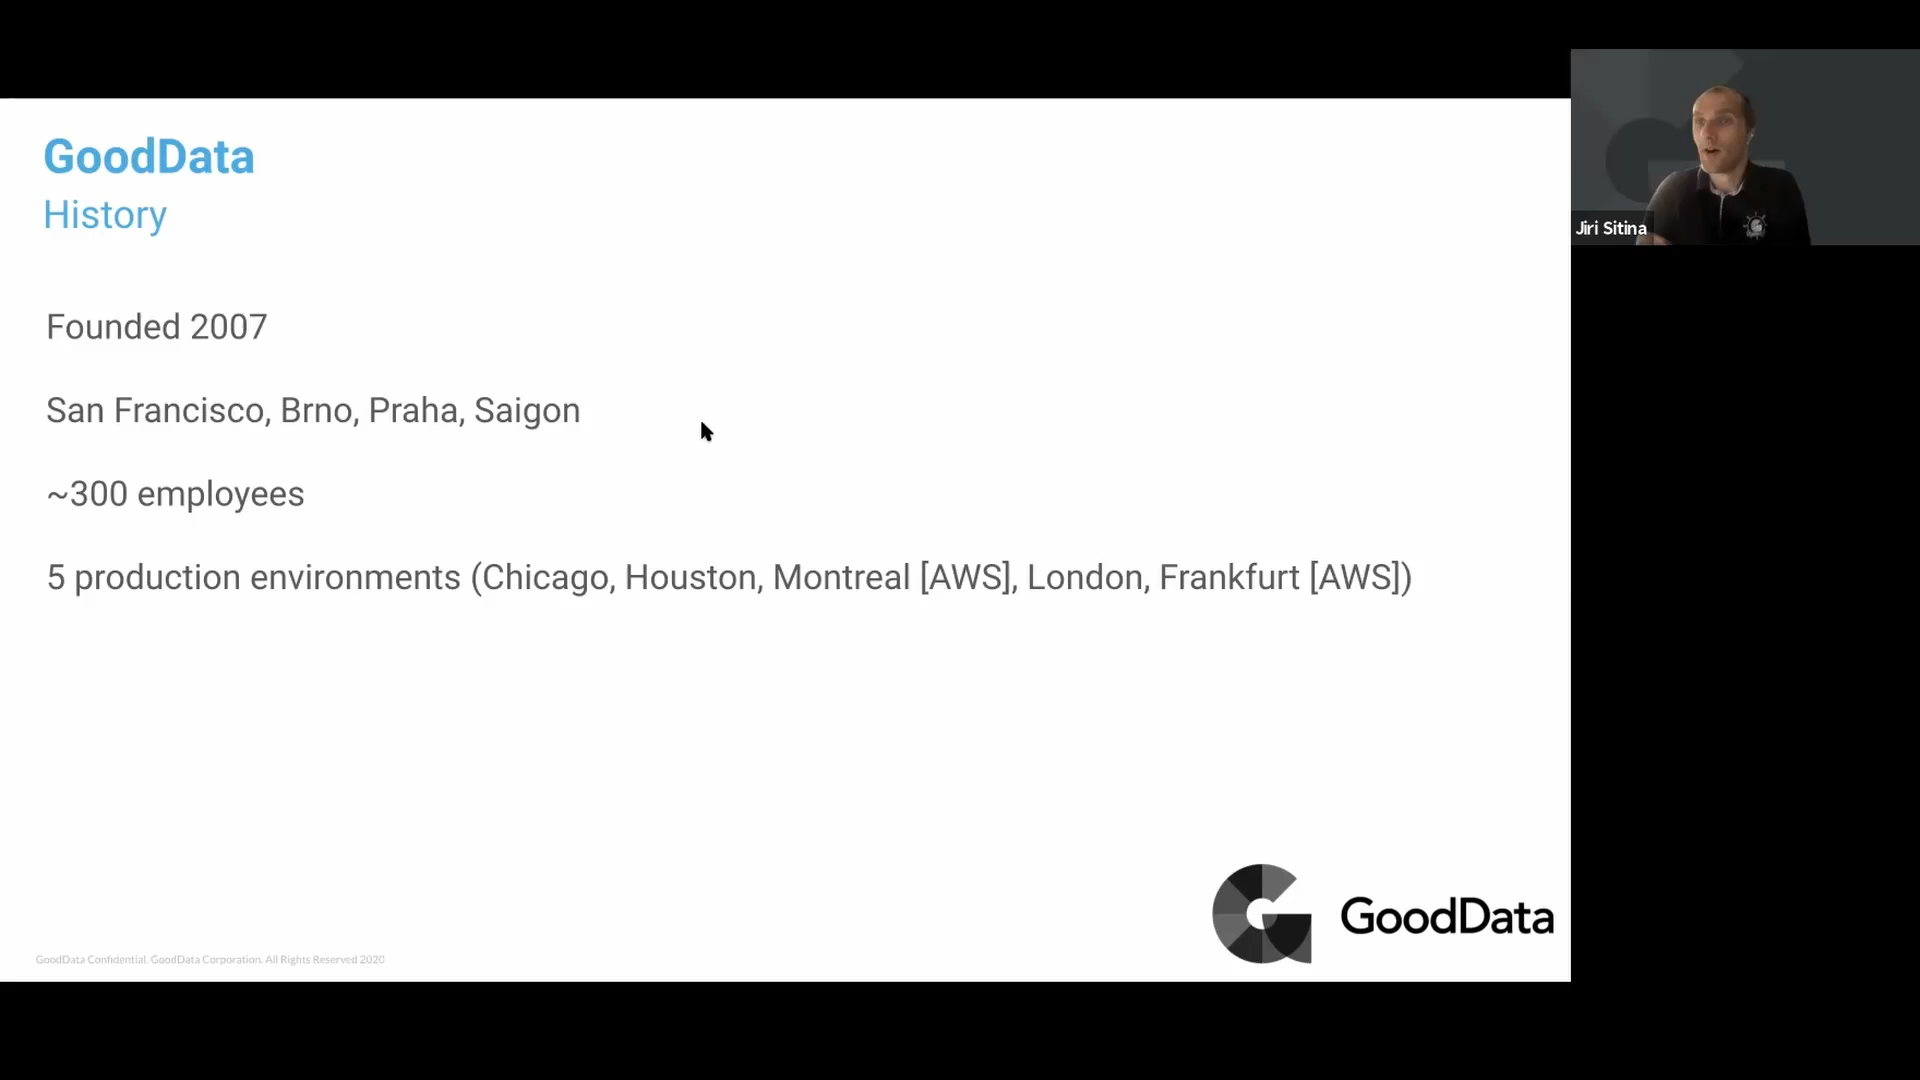 GoodData
History
Founded 2007
San Francisco, Brno, Praha, Saigon
~300 employees
5 production environments (Chicago, Houston, Montreal [AWS], London, Frankfurt [AWS])
GoodData
GoodData Confidential. GoodData Corporation. All Rights Reserved 2020
Jiri Sitina